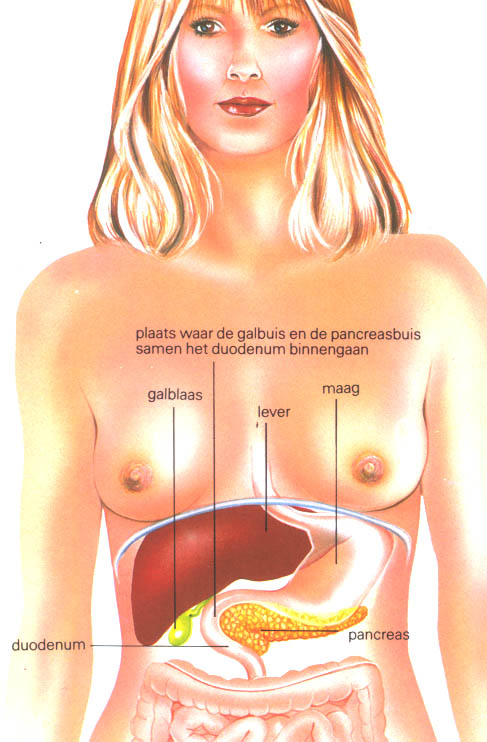 plaats waar de galbuis en de pancreasbuis
samen het duodenum binnengaan
galblaas
lever
maag
pancreas
duodenum